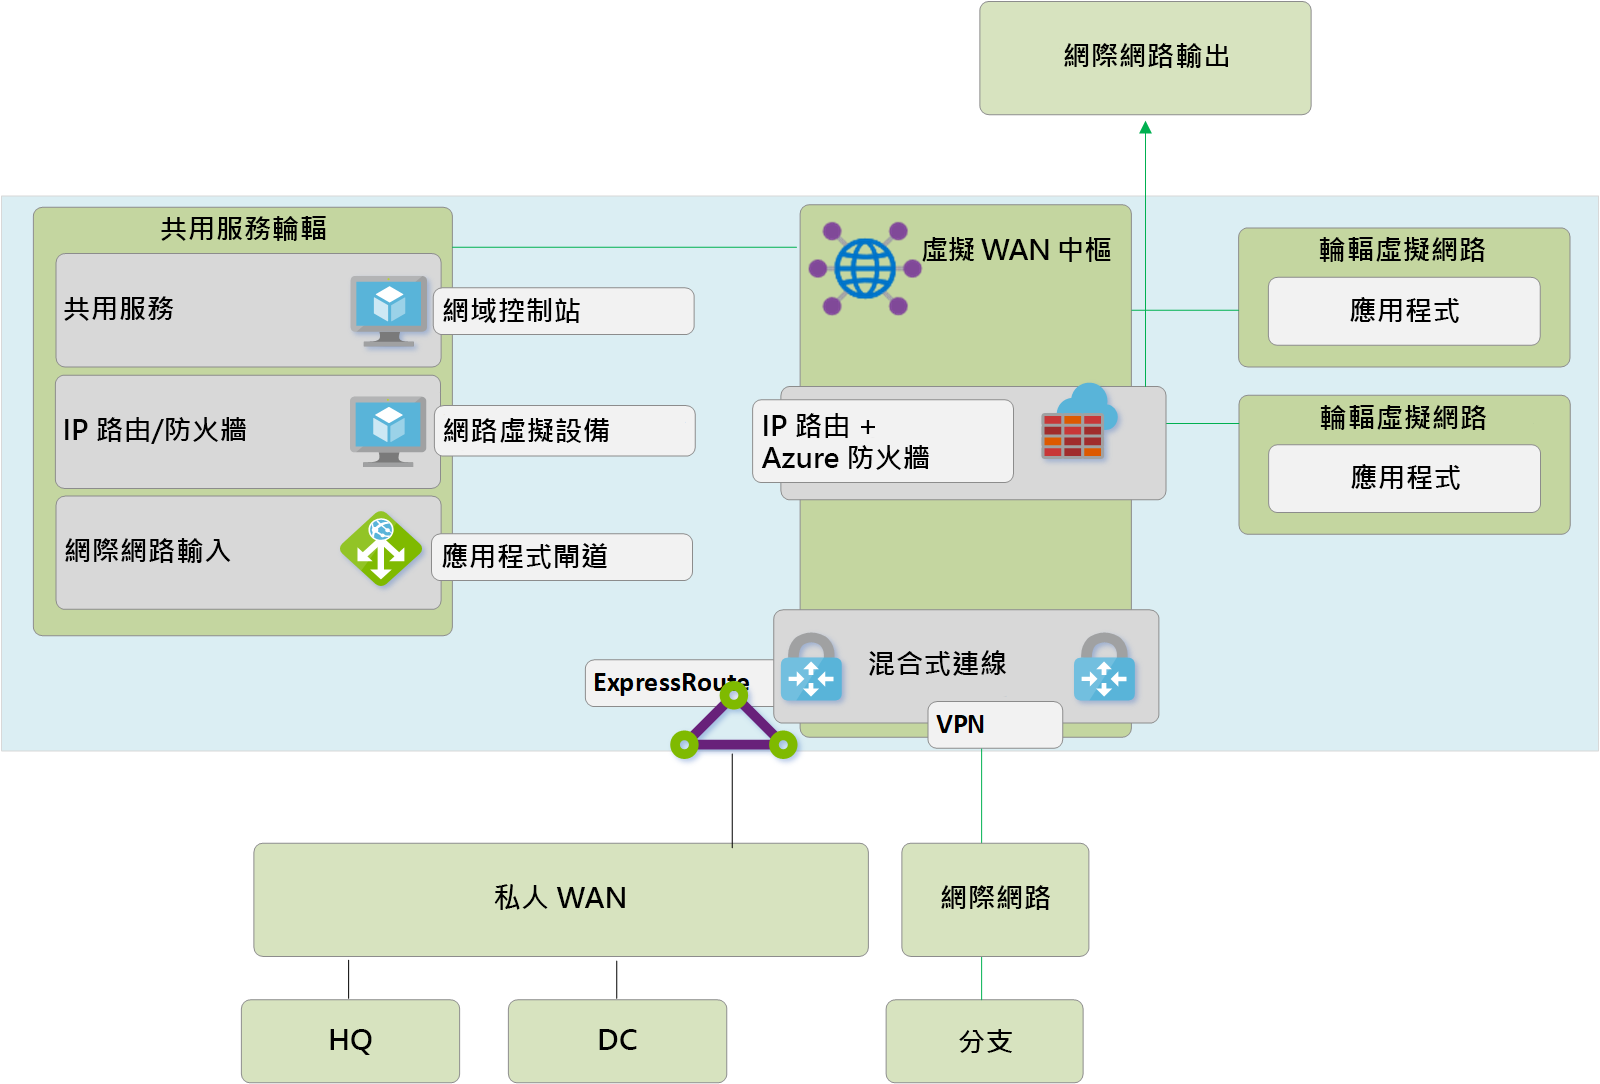 網際網路輸出
共用服務輪輻
共用服務
網域控制站
IP 路由/防火牆
網路虛擬設備
網際網路輸入
應用程式閘道
虛擬 WAN 中樞
IP 路由 +
Azure 防火牆
混合式連線
ExpressRoute
VPN
輪輻虛擬網路
應用程式
輪輻虛擬網路
應用程式
私人 WAN
網際網路
HQ
DC
分支